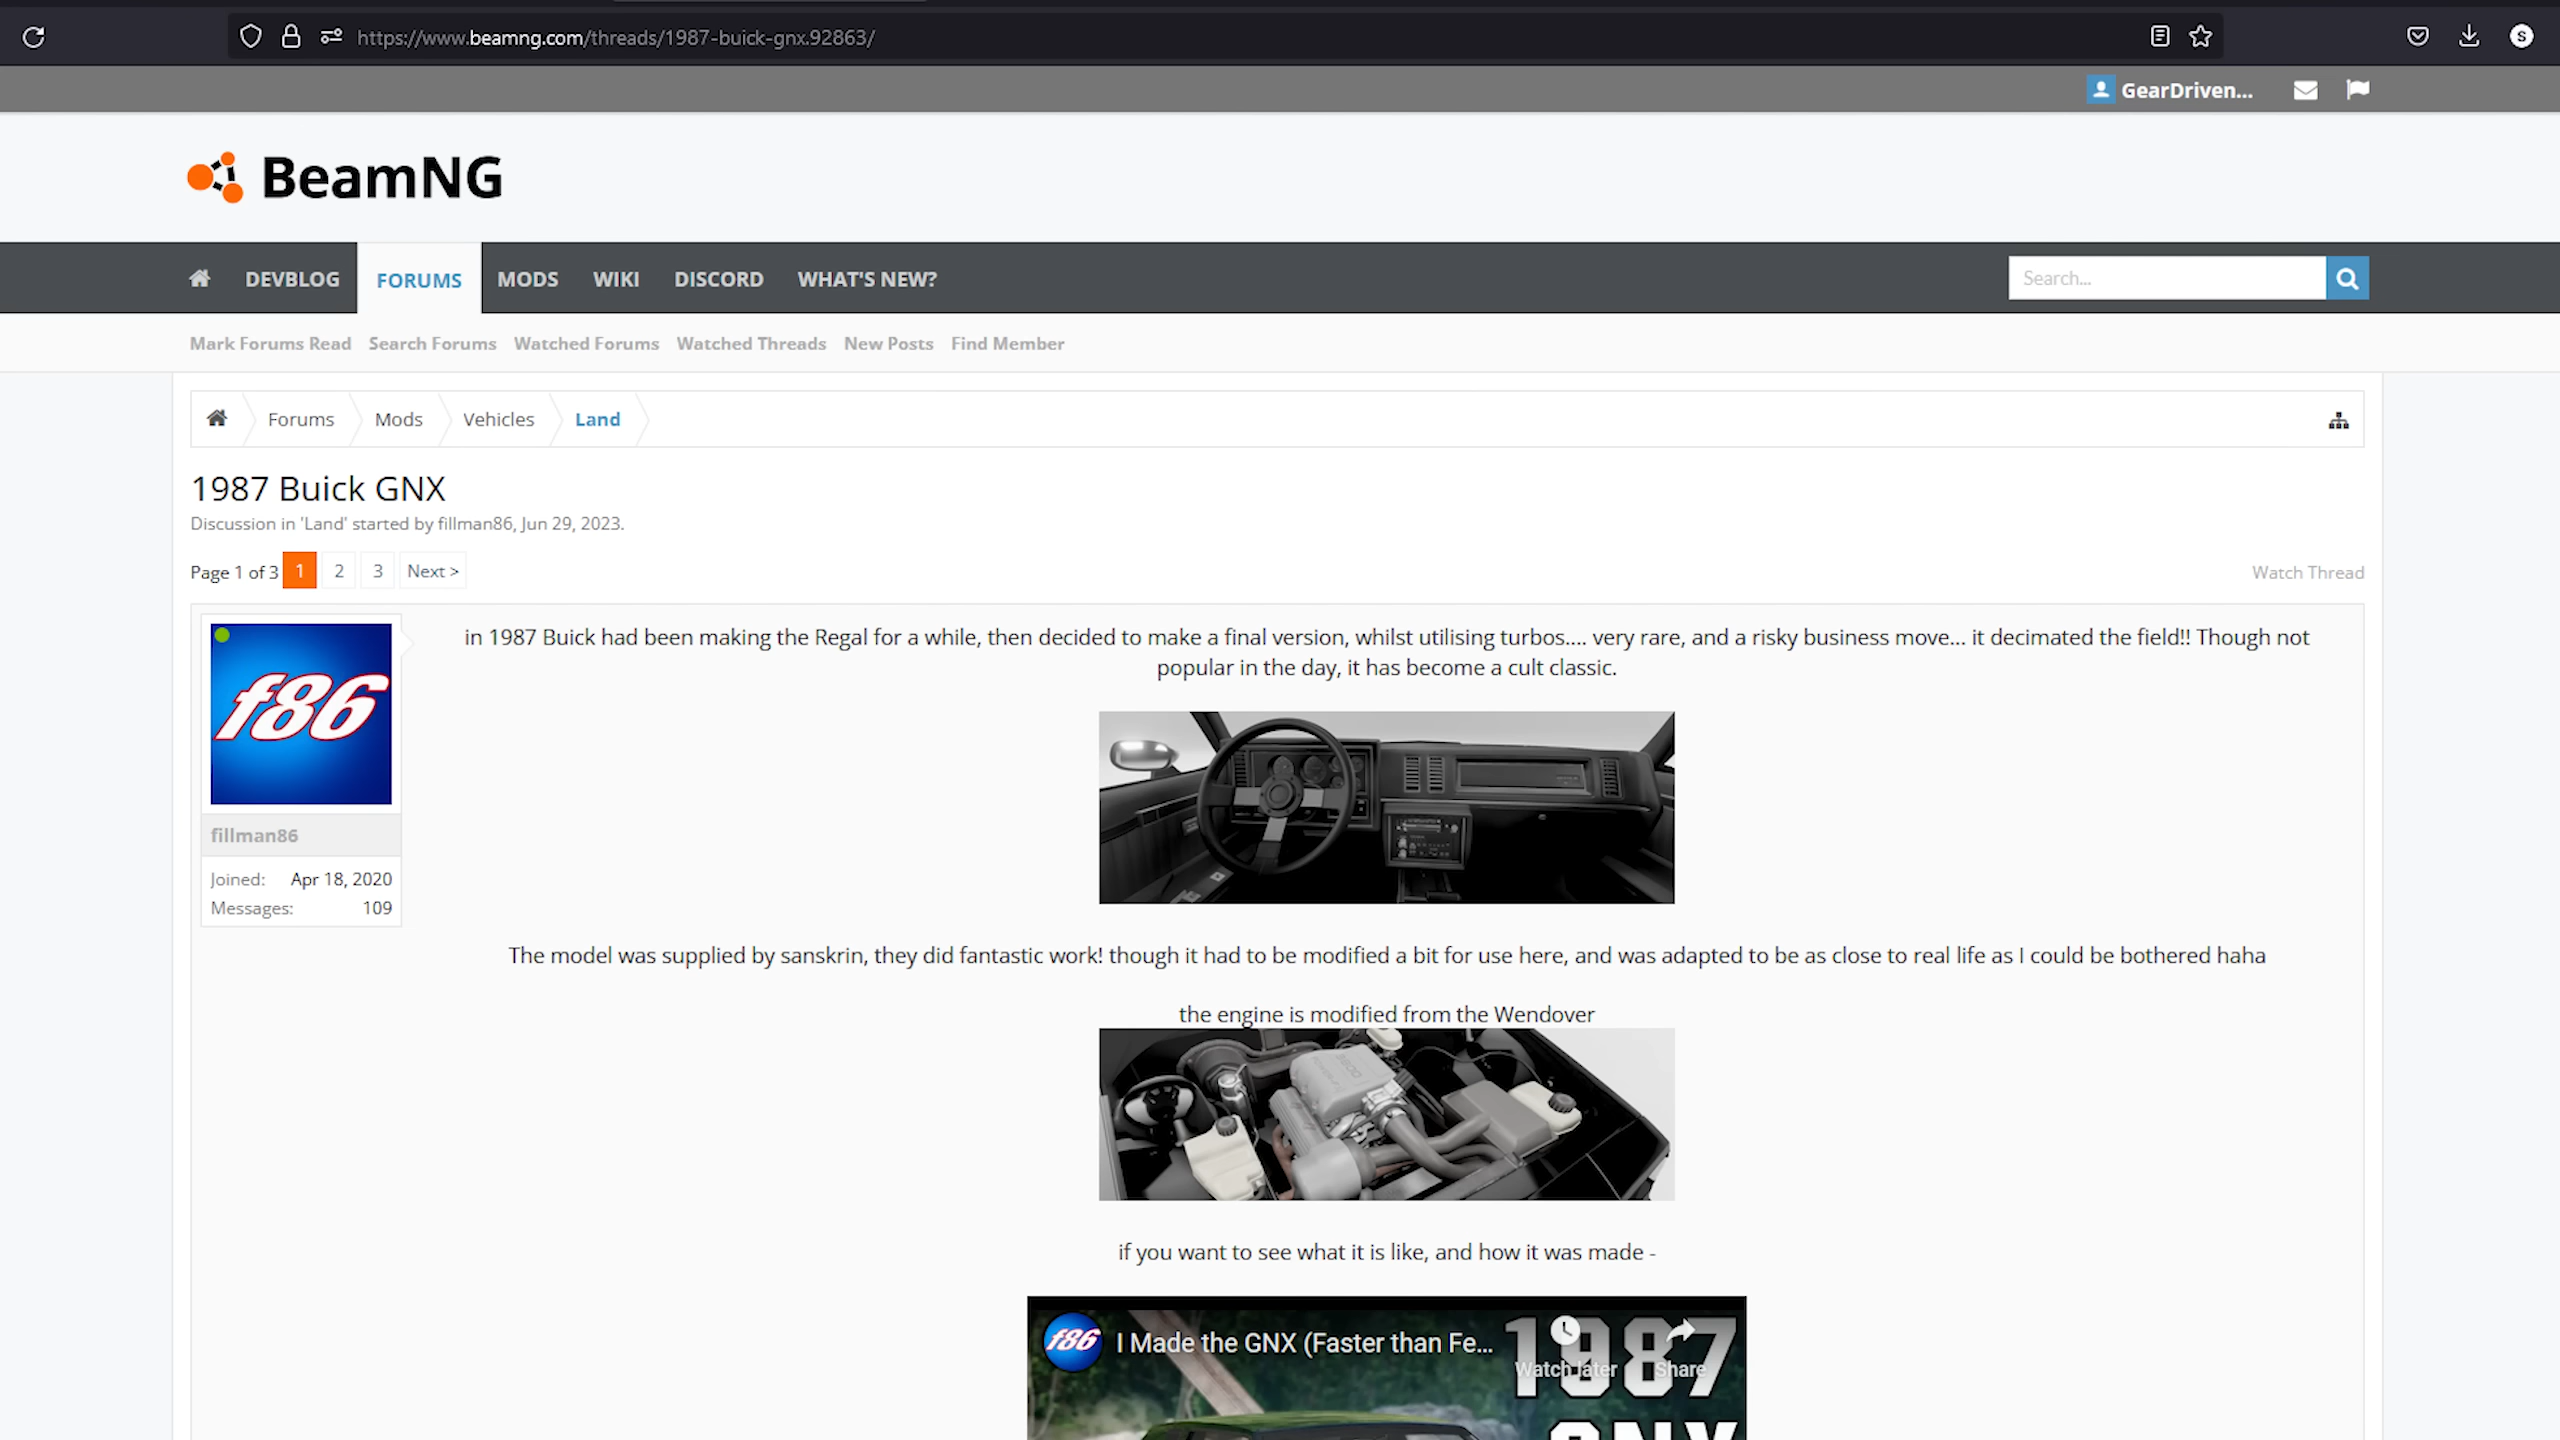 https://www.beamng.com/threads/1987-buick-gnx.92863/
S
GearDriven...
BeamNG
DEVBLOG FORUMS MODS WIKI DISCORD WHAT'S NEW?
Search...
Mark Forums Read Search Forums Watched Forums Watched Threads New Posts Find Member
Forums Mods Vehicles Land
1987 Buick GNX
Discussion in 'Land' started by fillman86, Jun 29, 2023.
Page 1 of 3 1 2 3 Next >
Watch Thread
f86
fillman86
Joined: Apr 18, 2020
Messages: 109
in 1987 Buick had been making the Regal for a while, then decided to make a final version, whilst utilising turbos.... very rare, and a risky business move... it decimated the field!! Though not
popular in the day, it has become a cult classic.
The model was supplied by sanskrin, they did fantastic work! though it had to be modified a bit for use here, and was adapted to be as close to real life as I could be bothered haha
the engine is modified from the Wendover
if you want to see what it is like, and how it was made -
f86
I Made the GNX (Faster than Fe...
Watch later Share
1987
GNX